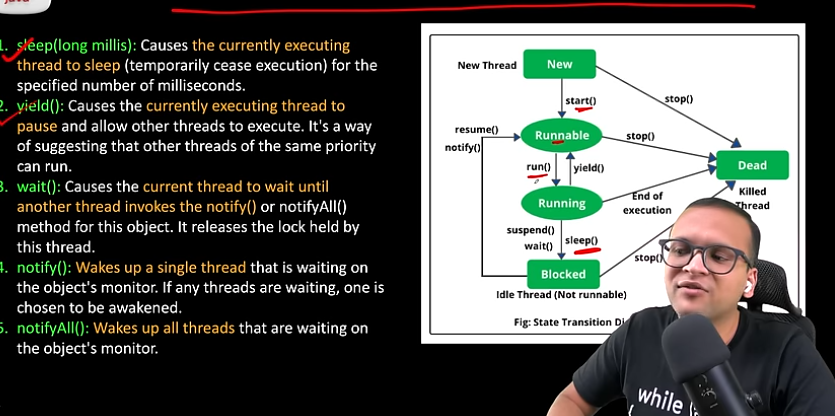 java
1. sleep(long millis): Causes the currently executing
thread to sleep (temporarily cease execution) for the
specified number of milliseconds.
2. yield(): Causes the currently executing thread to
pause and allow other threads to execute. It's a way
of suggesting that other threads of the same priority
can run.
3. wait(): Causes the current thread to wait until
another thread invokes the notify() or notifyAll()
method for this object. It releases the lock held by
this thread.
4. notify(): Wakes up a single thread that is waiting on
the object's monitor. If any threads are waiting, one is
chosen to be awakened.
5. notifyAll(): Wakes up all threads that are waiting on
the object's monitor.
New Thread
New
start()
stop()
resume()
notify()
Runnable
stop()
Dead
run()
yield()
Killed
Thread
Running
End of
execution
suspend()
wait()
sleep()
stop()
Blocked
Idle Thread (Not runnable)
Fig: State Transition
while